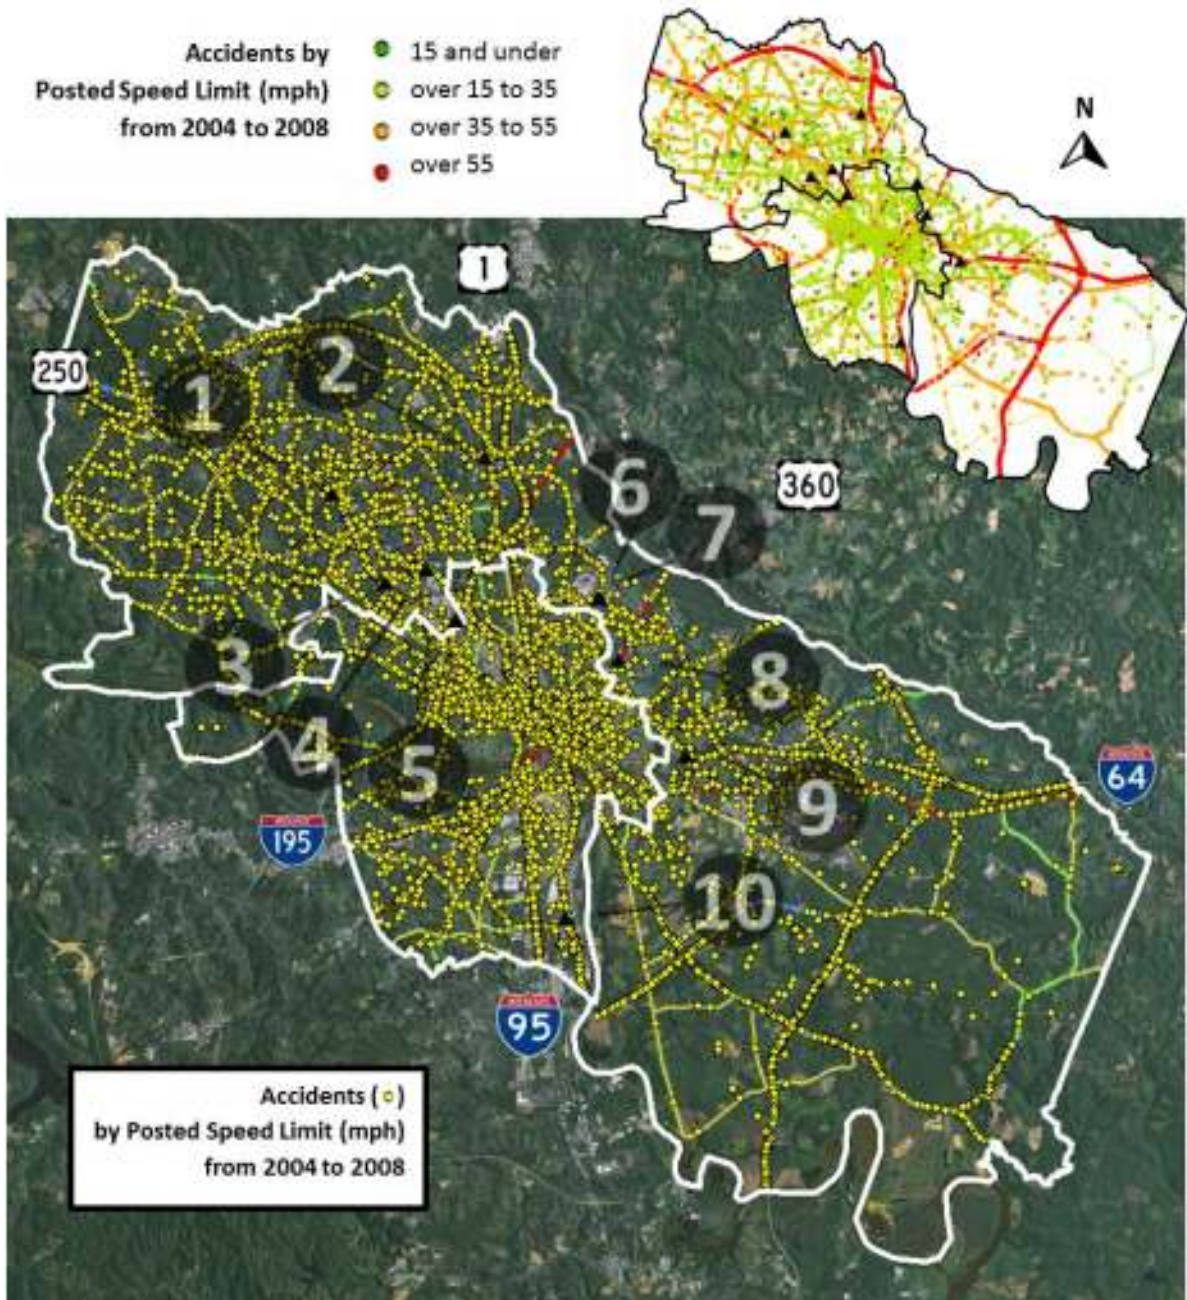 Accidents by
Posted Speed Limit (mph)
from 2004 to 2008
15 and under
over 15 to 35
over 35 to 55
over 55
N
1
250
2
1
6
360
7
3
8
4
5
64
9
195
10
95
Accidents ( )
by Posted Speed Limit (mph)
from 2004 to 2008